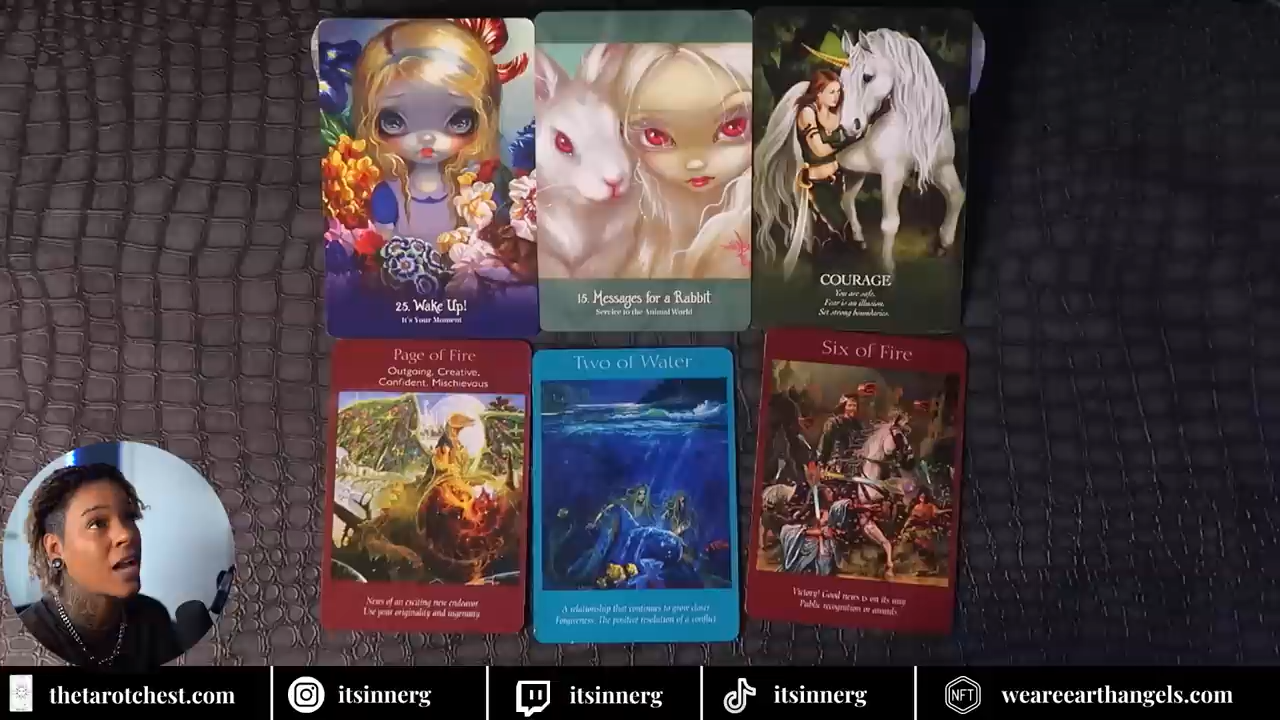 25. Wake Up!
It's Your Moment
15. Messages for a Rabbit
Service to the Animal World
COURAGE
You are safe.
Fear is an illusion.
Set strong boundaries.
Page of Fire
Outgoing, Creative,
Confident, Mischievous
News of an exciting new endeavor
Use your originality and ingenuity
Two of Water
A relationship that continues to grow closer
Forgiveness. The positive resolution of a conflict
Six of Fire
Victory! Good news is on its way
Public recognition or awards
thetarotchest.com
itsinnerg
itsinnerg
itsinnerg
NFT
weareearthangels.com